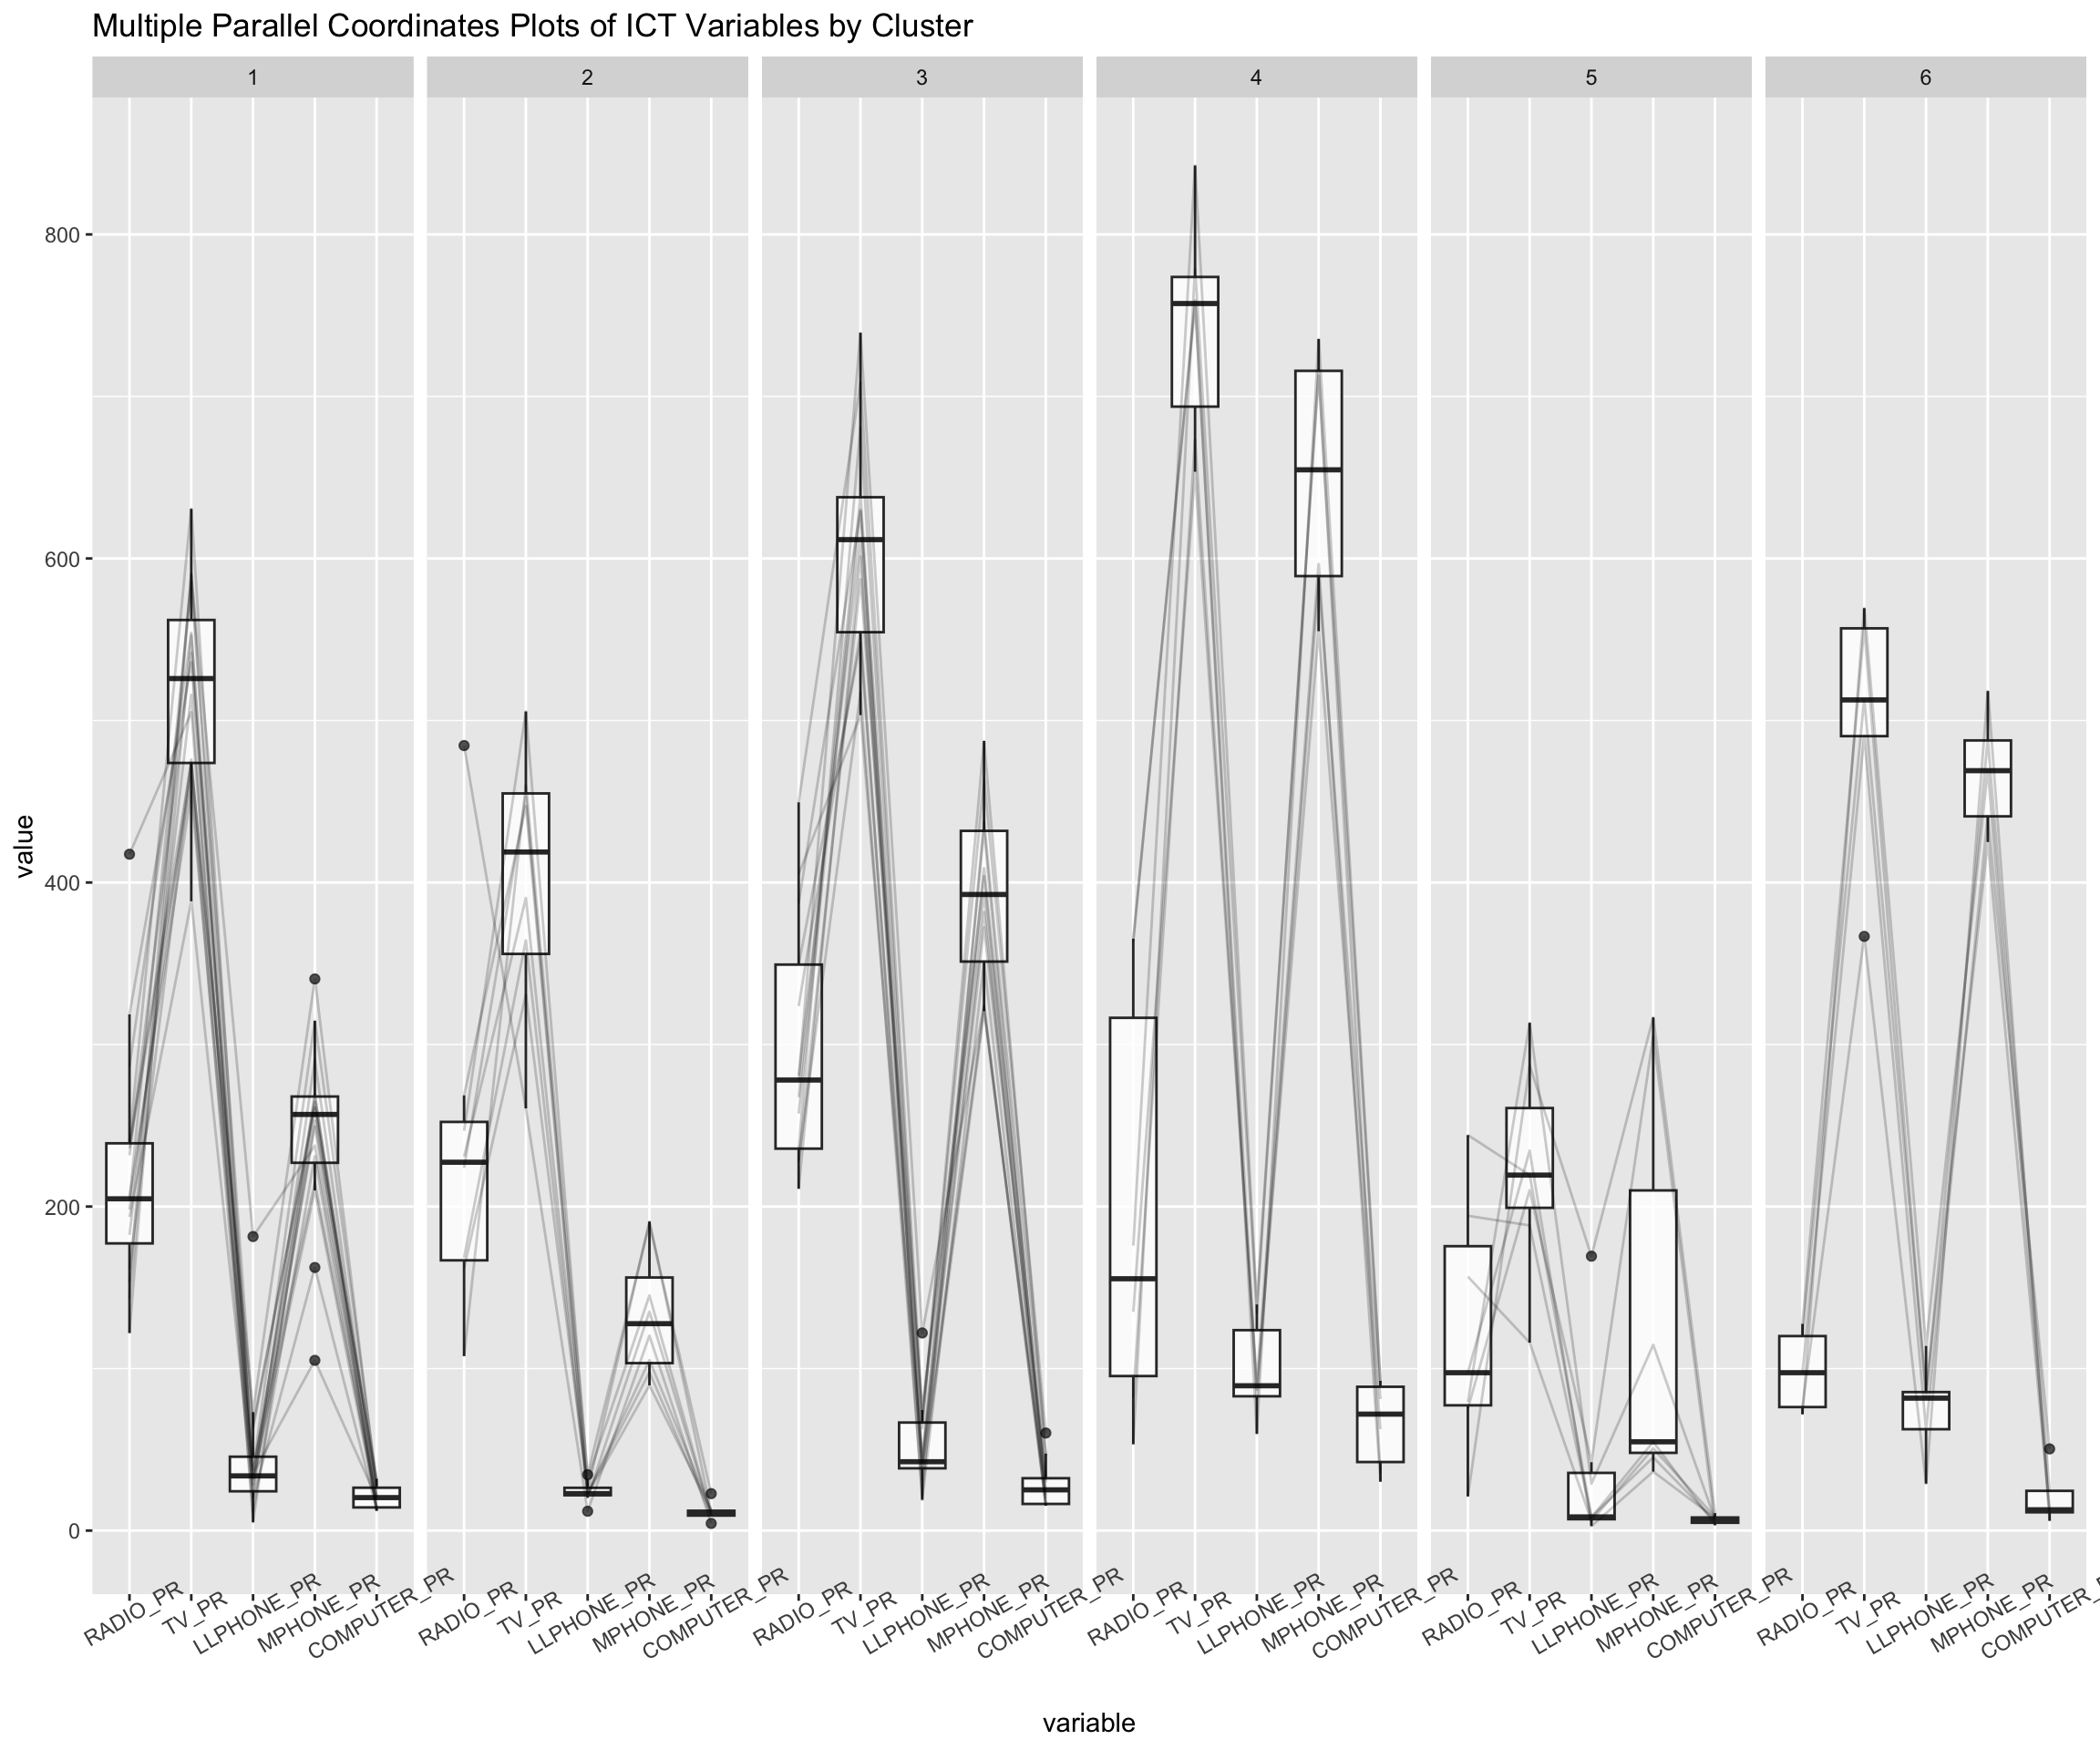 Multiple Parallel Coordinates Plots of ICT Variables by Cluster
1 2 3 4 5 6
value
800
600
400
200
0
RADIO_PR TV_PR LLPHONE_PR MPHONE_PR COMPUTER_PR RADIO_PR TV_PR LLPHONE_PR MPHONE_PR COMPUTER_PR RADIO_PR TV_PR LLPHONE_PR MPHONE_PR COMPUTER_PR RADIO_PR TV_PR LLPHONE_PR MPHONE_PR COMPUTER_PR RADIO_PR TV_PR LLPHONE_PR MPHONE_PR COMPUTER_PR RADIO_PR TV_PR LLPHONE_PR MPHONE_PR
variable